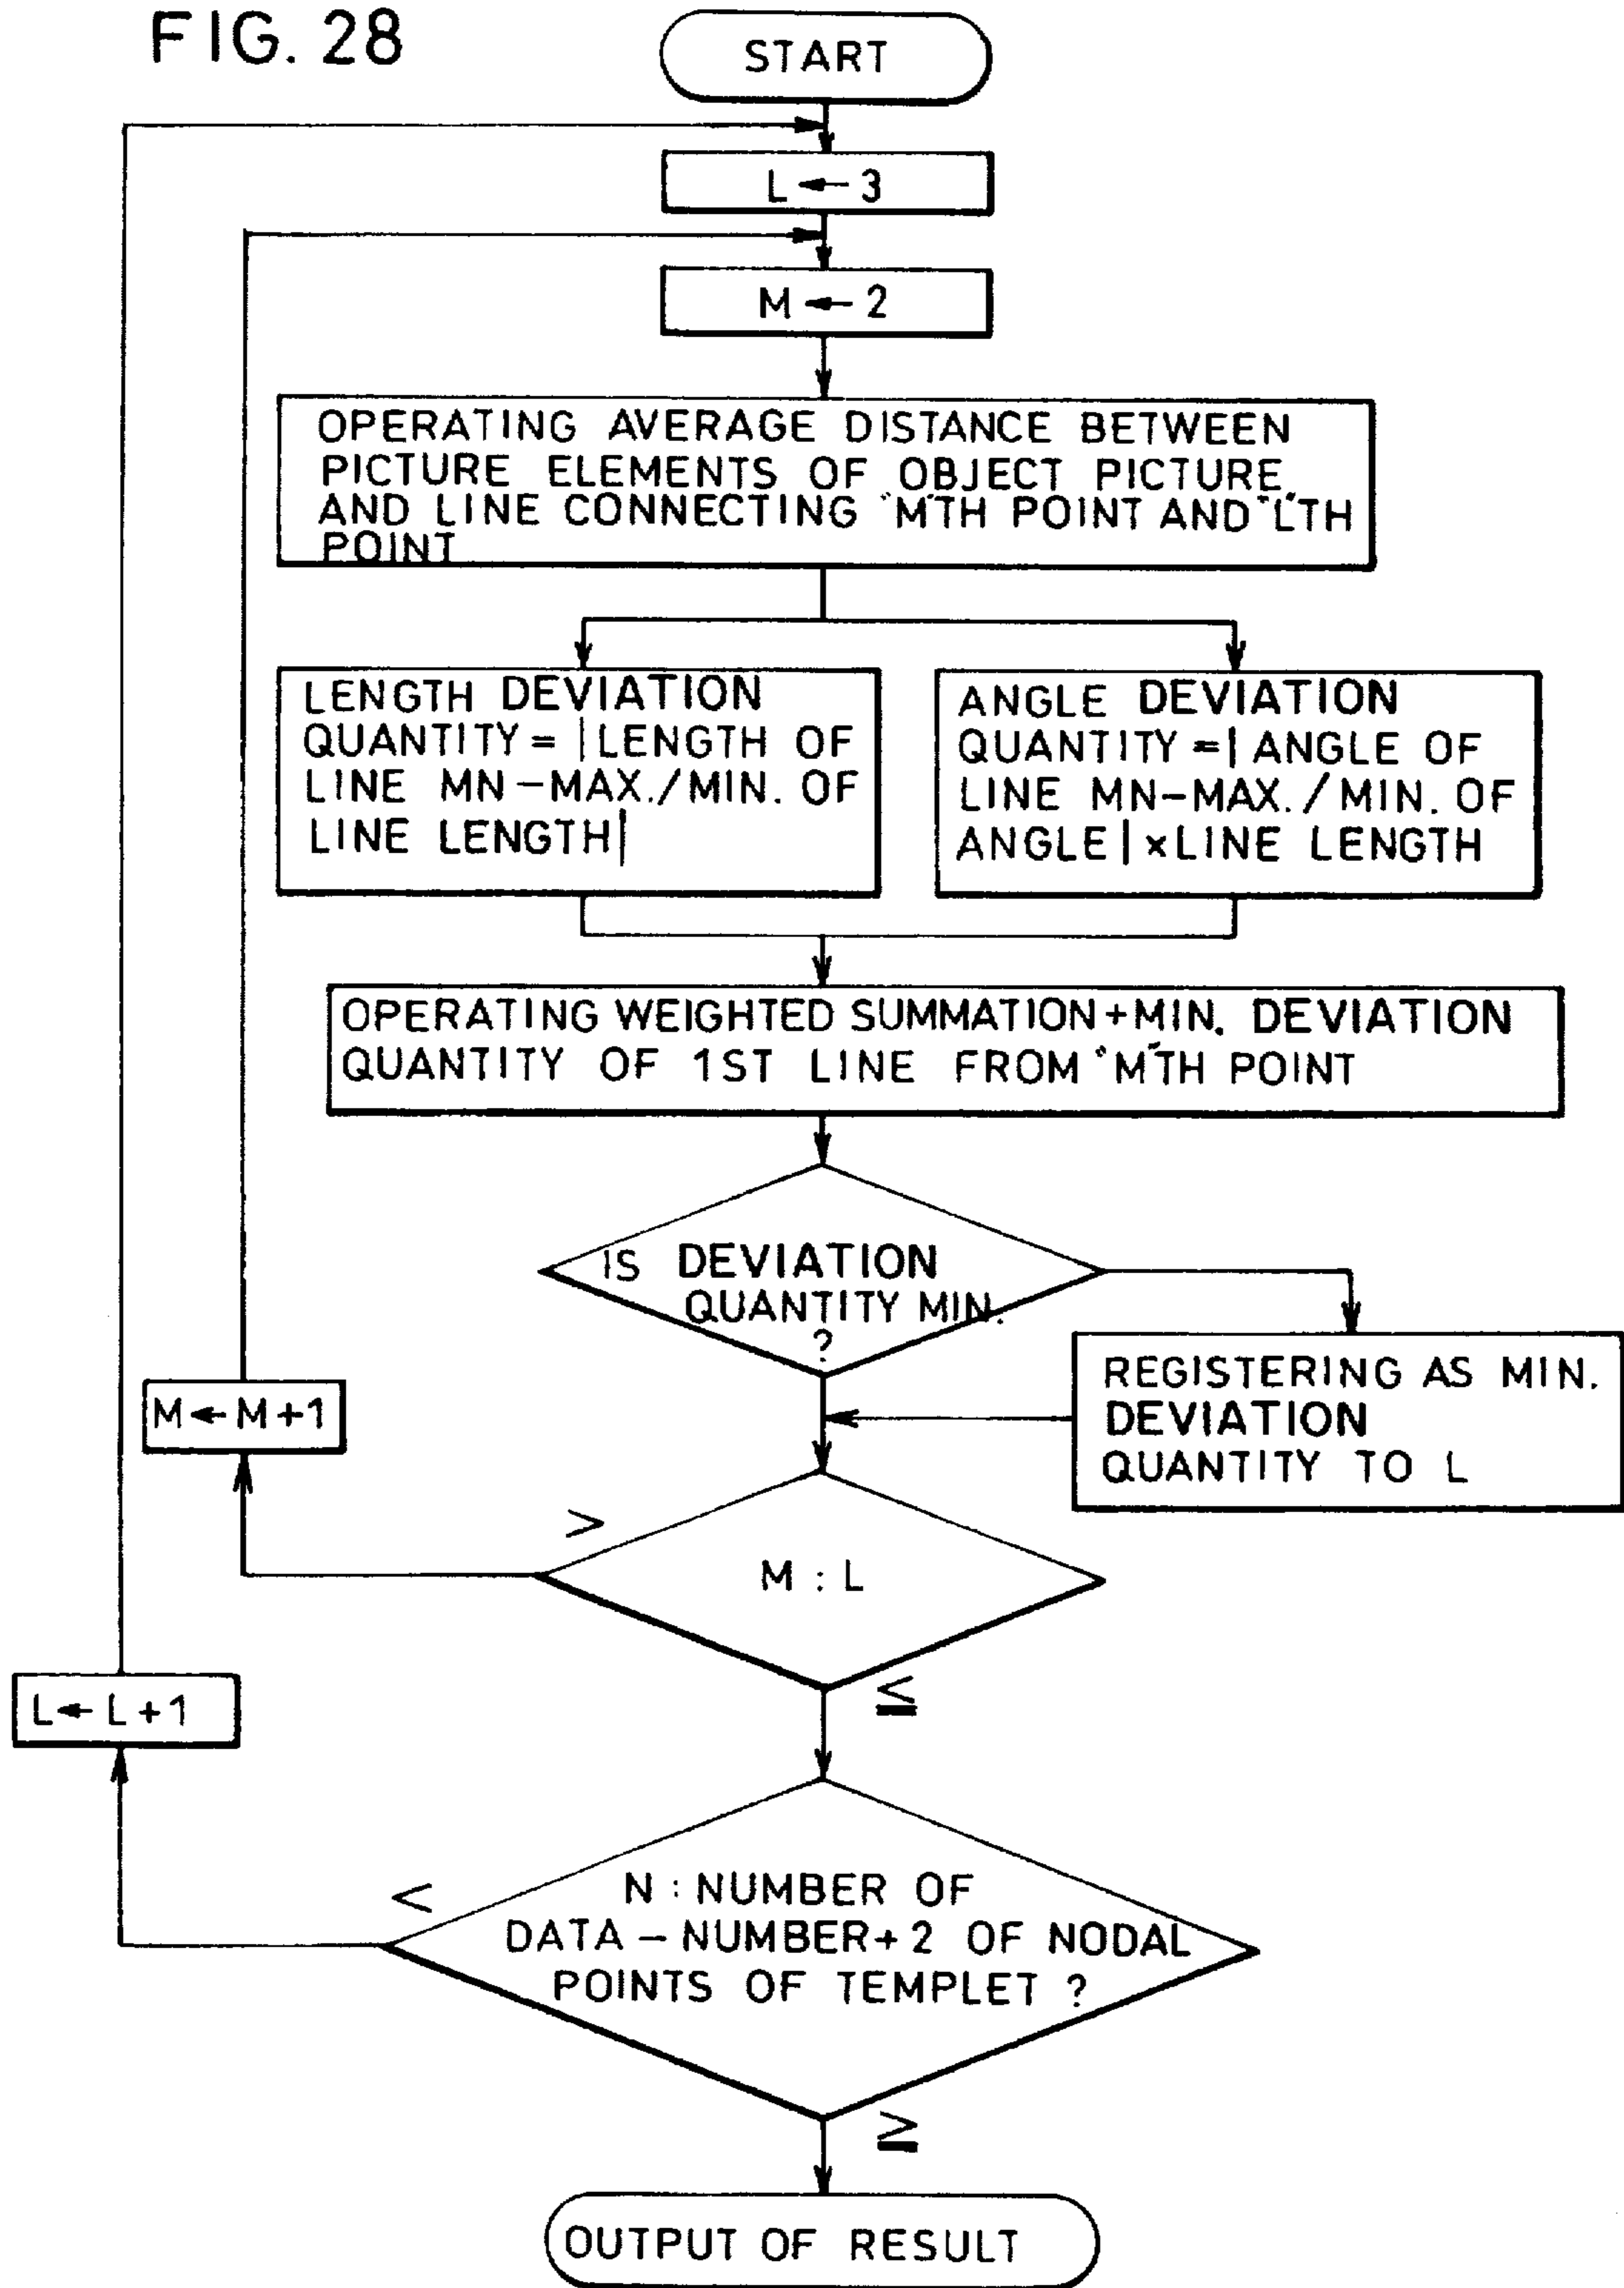 FIG. 28
START
L ← 3
M ← 2
OPERATING AVERAGE DISTANCE BETWEEN
PICTURE ELEMENTS OF OBJECT PICTURE
AND LINE CONNECTING "M"TH POINT AND "L"TH
POINT
LENGTH DEVIATION
QUANTITY = |LENGTH OF
LINE MN-MAX./MIN. OF
LINE LENGTH|
ANGLE DEVIATION
QUANTITY =| ANGLE OF
LINE MN-MAX./MIN. OF
ANGLE| ×LINE LENGTH
OPERATING WEIGHTED SUMMATION+MIN. DEVIATION
QUANTITY OF 1ST LINE FROM "M"TH POINT
IS DEVIATION
QUANTITY MIN.
?
REGISTERING AS MIN.
DEVIATION
QUANTITY TO L
M ← M+1
>
M : L
≦
L ← L+1
<
N : NUMBER OF
DATA - NUMBER+2 OF NODAL
POINTS OF TEMPLET ?
≧
OUTPUT OF RESULT